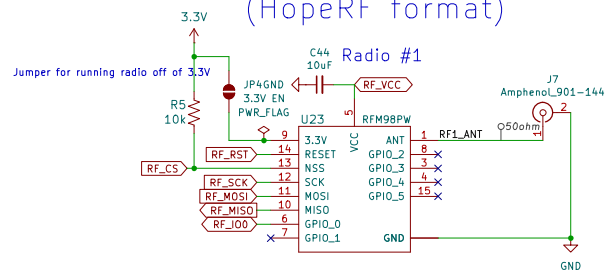 (HopeRF format)
3.3V
C44
10uF
Radio #1
Jumper for running radio off of 3.3V
J7
Amphenol_901-144
JP4GND
3.3V EN
PWR_FLAG
RF_VCC
R5
10k
U23
RFM98PW
5
VCC
9 3.3V
14 RESET
13 NSS
12 SCK
11 MOSI
10 MISO
6 GPIO_0
7 GPIO_1
ANT 1
GPIO_2 8
GPIO_3 3
GPIO_4 4
GPIO_5 15
GND
RF1_ANT
50ohm
1
2
RF_RST
RF_CS
RF_SCK
RF_MOSI
RF_MISO
RF_IO0
GND